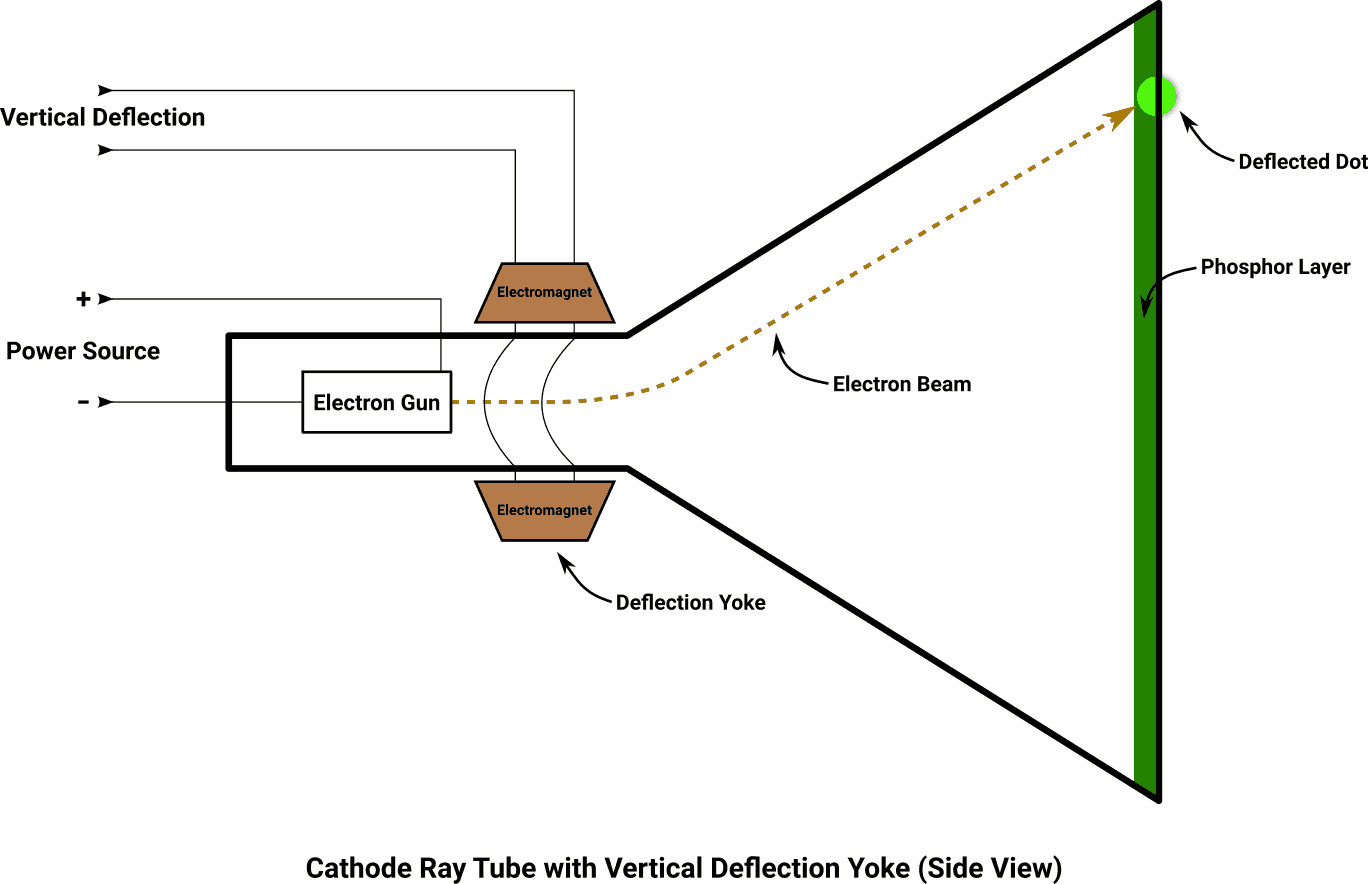 Vertical Deflection
Deflected Dot
Phosphor Layer
Electromagnet
+
Power Source
-
Electron Gun
Electron Beam
Electromagnet
Deflection Yoke
Cathode Ray Tube with Vertical Deflection Yoke (Side View)